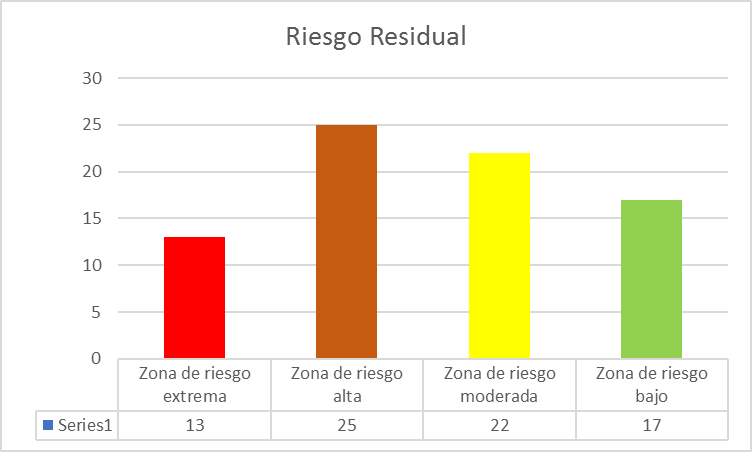 Riesgo Residual
30
25
20
15
10
5
0
Zona de riesgo extrema
Zona de riesgo alta
Zona de riesgo moderada
Zona de riesgo bajo
Series1 13 25 22 17